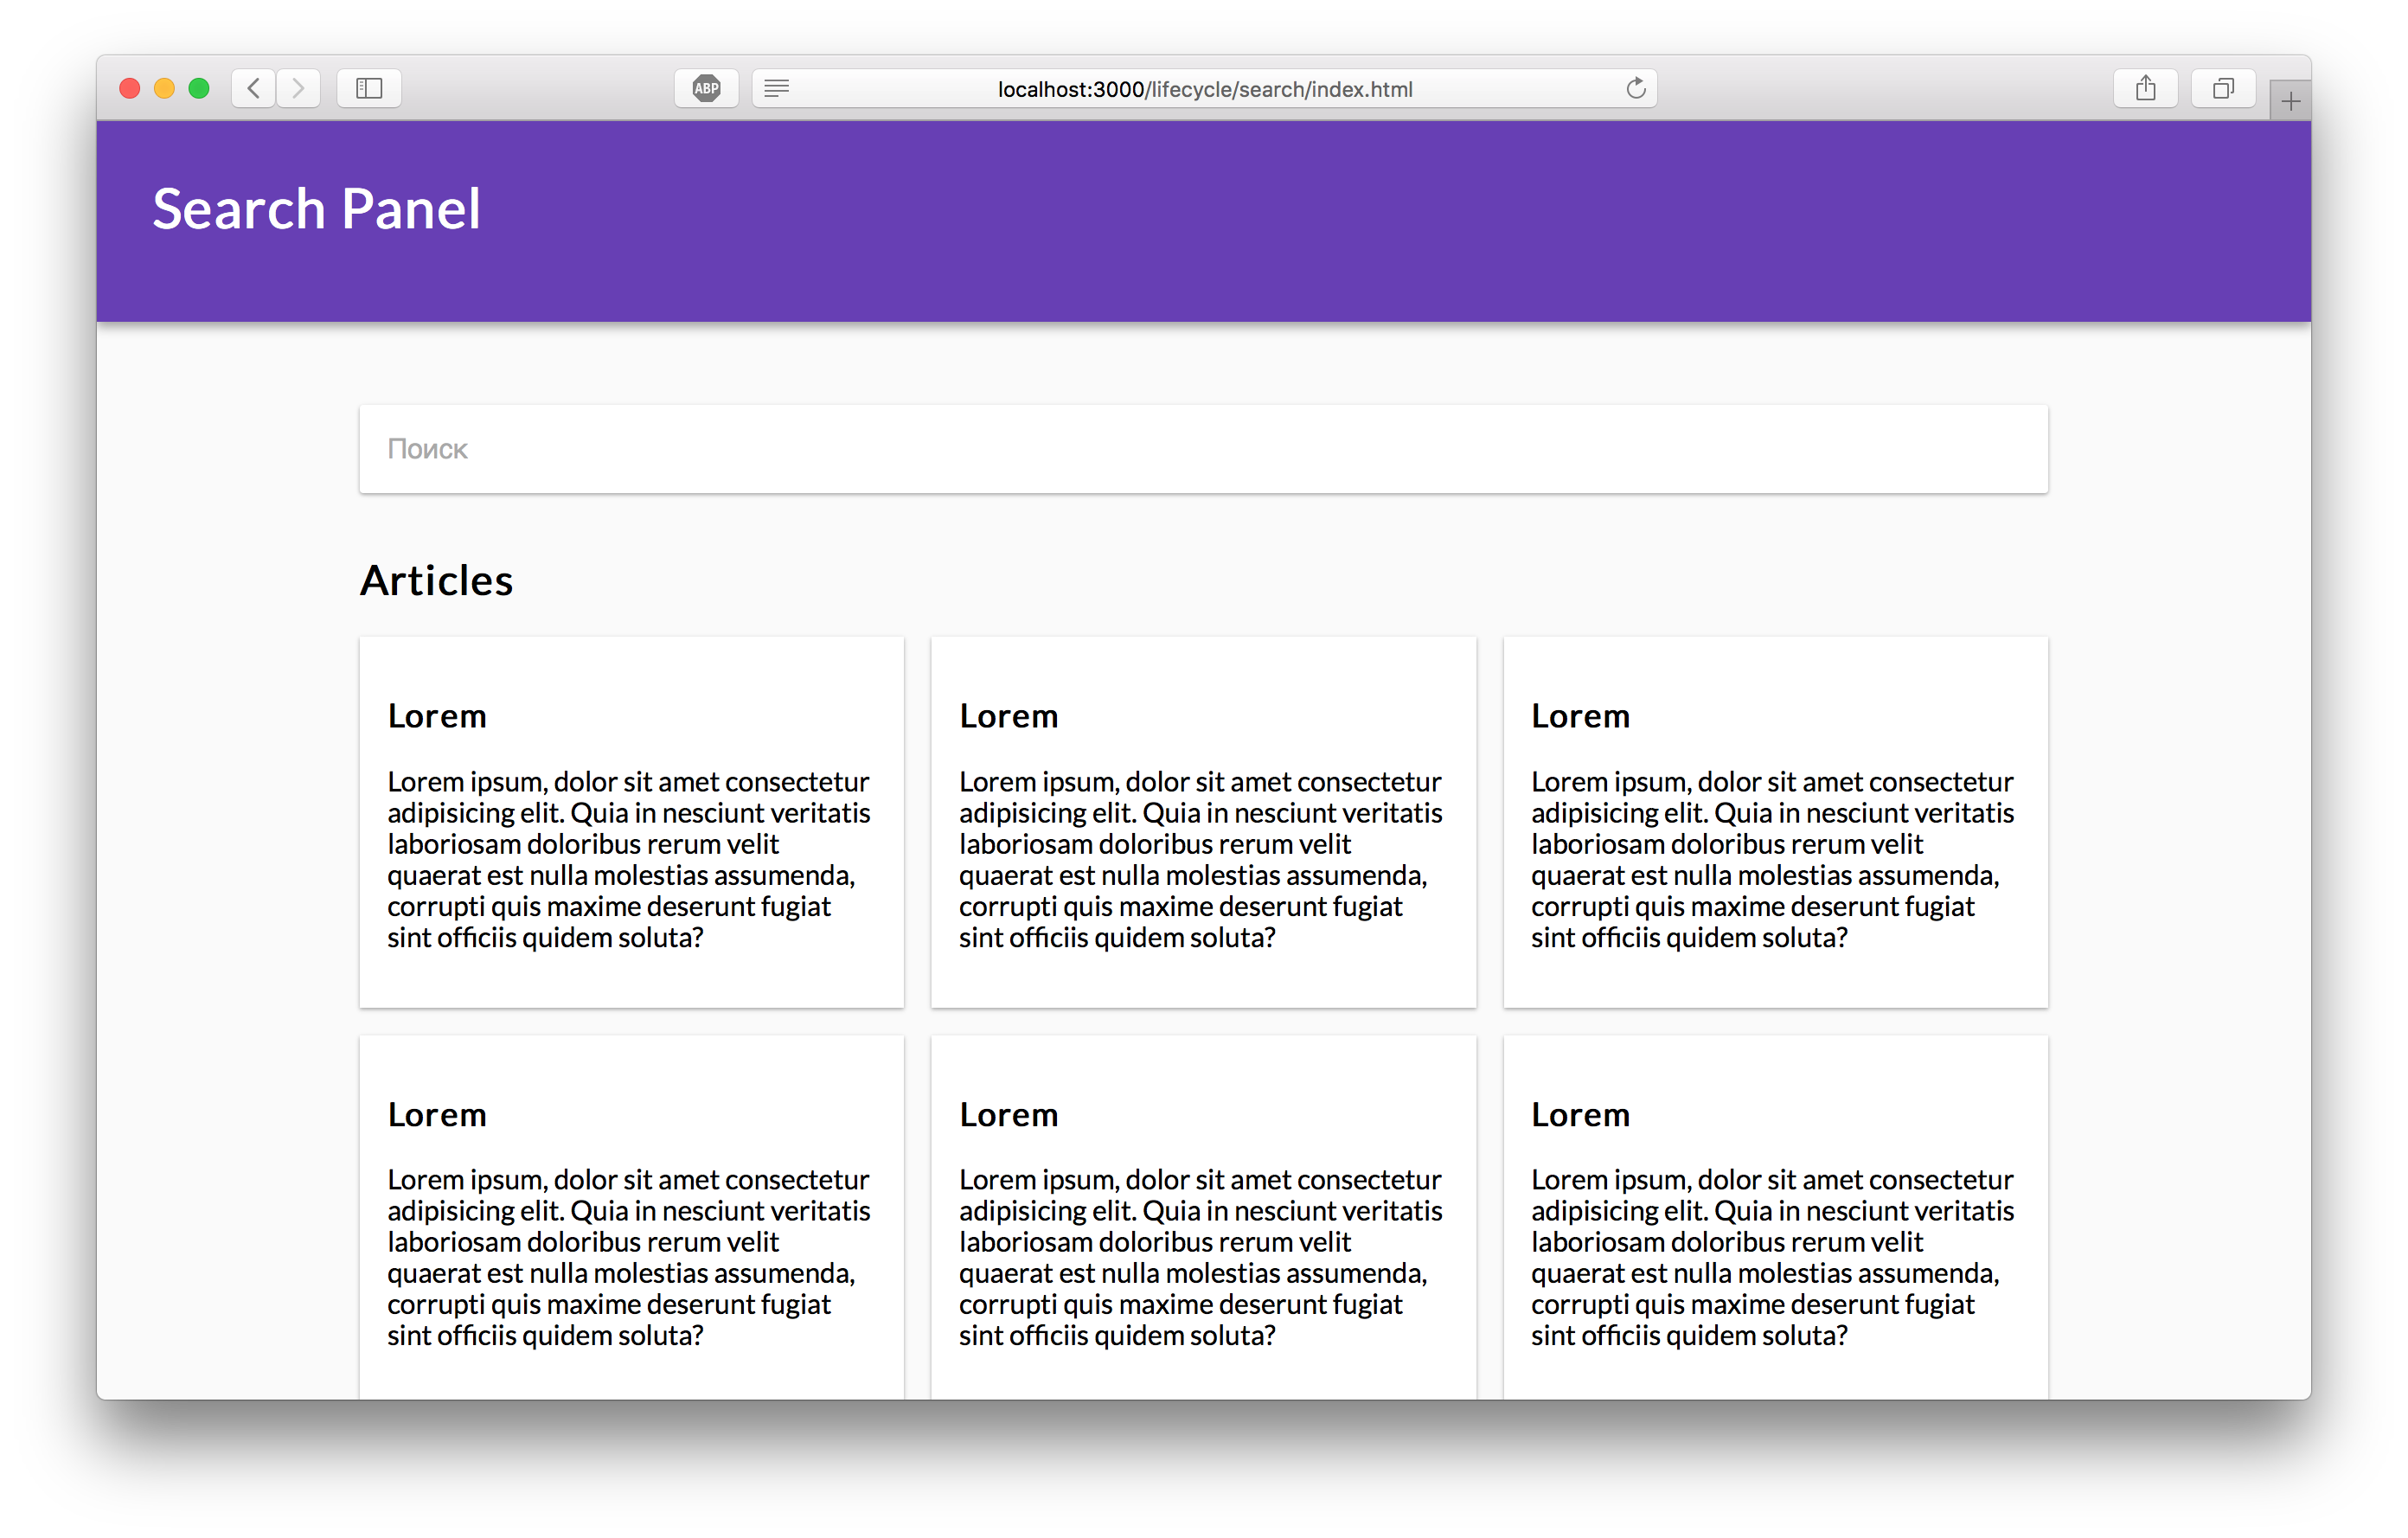 ABP
localhost:3000/lifecycle/search/index.html
Search Panel
Поиск
Articles
Lorem
Lorem ipsum, dolor sit amet consectetur
adipisicing elit. Quia in nesciunt veritatis
laboriosam doloribus rerum velit
quaerat est nulla molestias assumenda,
corrupti quis maxime deserunt fugiat
sint officiis quidem soluta?
Lorem
Lorem ipsum, dolor sit amet consectetur
adipisicing elit. Quia in nesciunt veritatis
laboriosam doloribus rerum velit
quaerat est nulla molestias assumenda,
corrupti quis maxime deserunt fugiat
sint officiis quidem soluta?
Lorem
Lorem ipsum, dolor sit amet consectetur
adipisicing elit. Quia in nesciunt veritatis
laboriosam doloribus rerum velit
quaerat est nulla molestias assumenda,
corrupti quis maxime deserunt fugiat
sint officiis quidem soluta?
Lorem
Lorem ipsum, dolor sit amet consectetur
adipisicing elit. Quia in nesciunt veritatis
laboriosam doloribus rerum velit
quaerat est nulla molestias assumenda,
corrupti quis maxime deserunt fugiat
sint officiis quidem soluta?
Lorem
Lorem ipsum, dolor sit amet consectetur
adipisicing elit. Quia in nesciunt veritatis
laboriosam doloribus rerum velit
quaerat est nulla molestias assumenda,
corrupti quis maxime deserunt fugiat
sint officiis quidem soluta?
Lorem
Lorem ipsum, dolor sit amet consectetur
adipisicing elit. Quia in nesciunt veritatis
laboriosam doloribus rerum velit
quaerat est nulla molestias assumenda,
corrupti quis maxime deserunt fugiat
sint officiis quidem soluta?